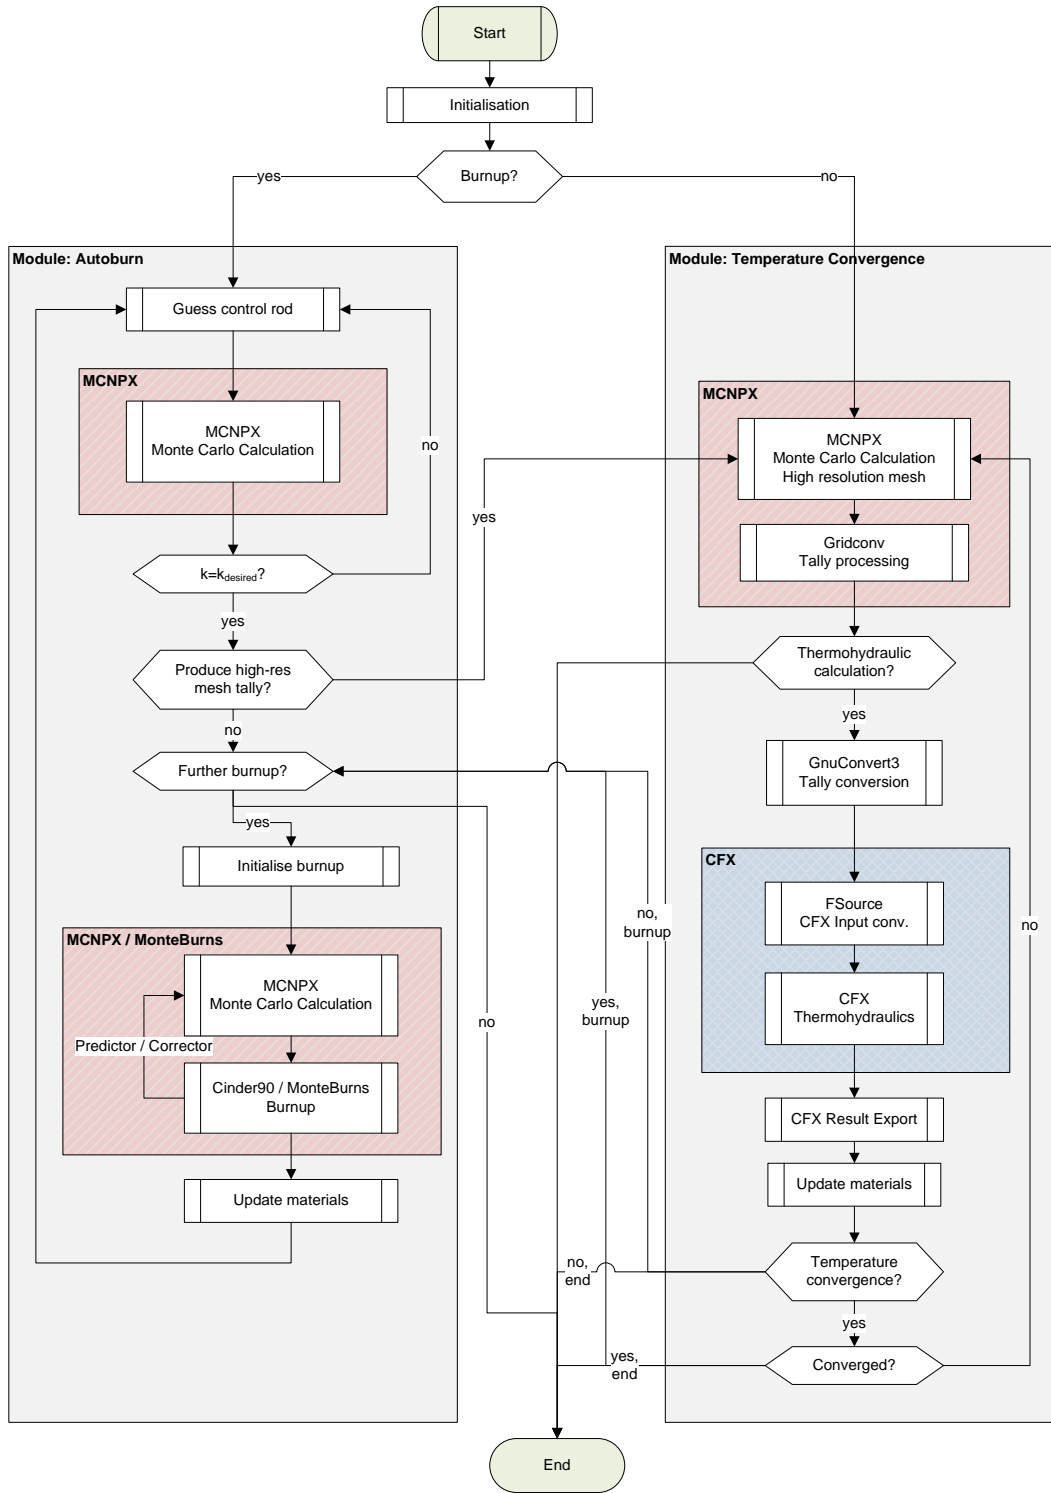 Start
Initialisation
Burnup?
yes
no
Module: Autoburn
Guess control rod
MCNPX
MCNPX
Monte Carlo Calculation
no
k=kdesired?
yes
Produce high-res
mesh tally?
yes
no
Further burnup?
yes
no
Initialise burnup
MCNPX / MonteBurns
MCNPX
Monte Carlo Calculation
Predictor / Corrector
Cinder90 / MonteBurns
Burnup
Update materials
Module: Temperature Convergence
MCNPX
MCNPX
Monte Carlo Calculation
High resolution mesh
Gridconv
Tally processing
Thermohydraulic
calculation?
yes
GnuConvert3
Tally conversion
CFX
FSource
CFX Input conv.
CFX
Thermohydraulics
no
CFX Result Export
Update materials
Temperature
convergence?
no,
burnup
no,
end
yes
Converged?
yes,
burnup
yes,
end
End